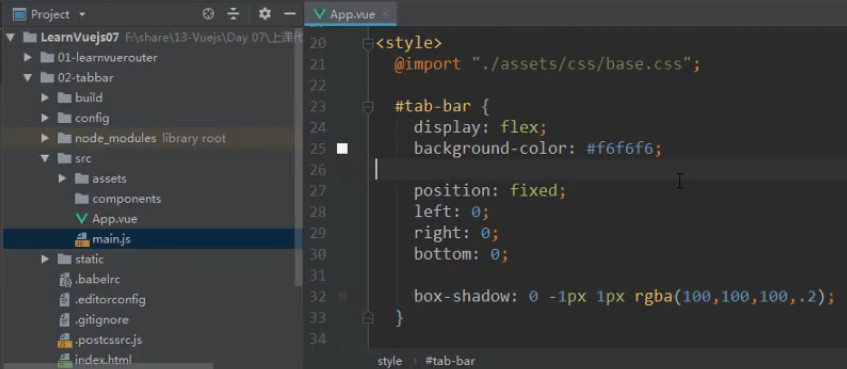 Project
App.vue
LearnVuejs07 F:\share\13-Vuejs\Day 07\上课代
01-learnvuerouter
02-tabbar
build
config
node_modules library root
src
assets
components
App.vue
main.js
static
.babelrc
.editorconfig
.gitignore
.postcssrc.js
index.html
20 <style>
21 @import "./assets/css/base.css";
22
23 #tab-bar {
24 display: flex;
25 background-color: #f6f6f6;
26
27 position: fixed;
28 left: 0;
29 right: 0;
30 bottom: 0;
31
32 box-shadow: 0 -1px 1px rgba(100,100,100,.2);
33 }
34
style › #tab-bar